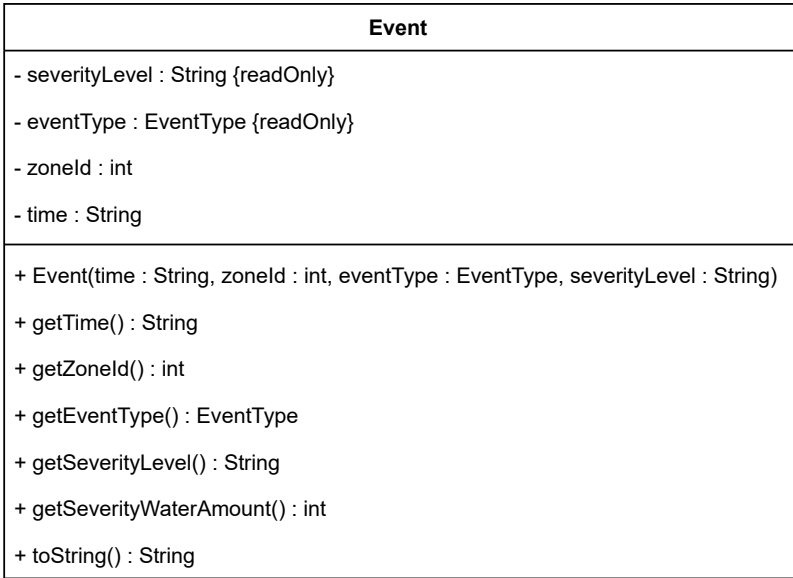 Event
- severityLevel : String {readOnly}
- eventType : EventType {readOnly}
- zoneId : int
- time : String
+ Event(time : String, zoneId : int, eventType : EventType, severityLevel : String)
+ getTime() : String
+ getZoneId() : int
+ getEventType() : EventType
+ getSeverityLevel() : String
+ getSeverityWaterAmount() : int
+ toString() : String